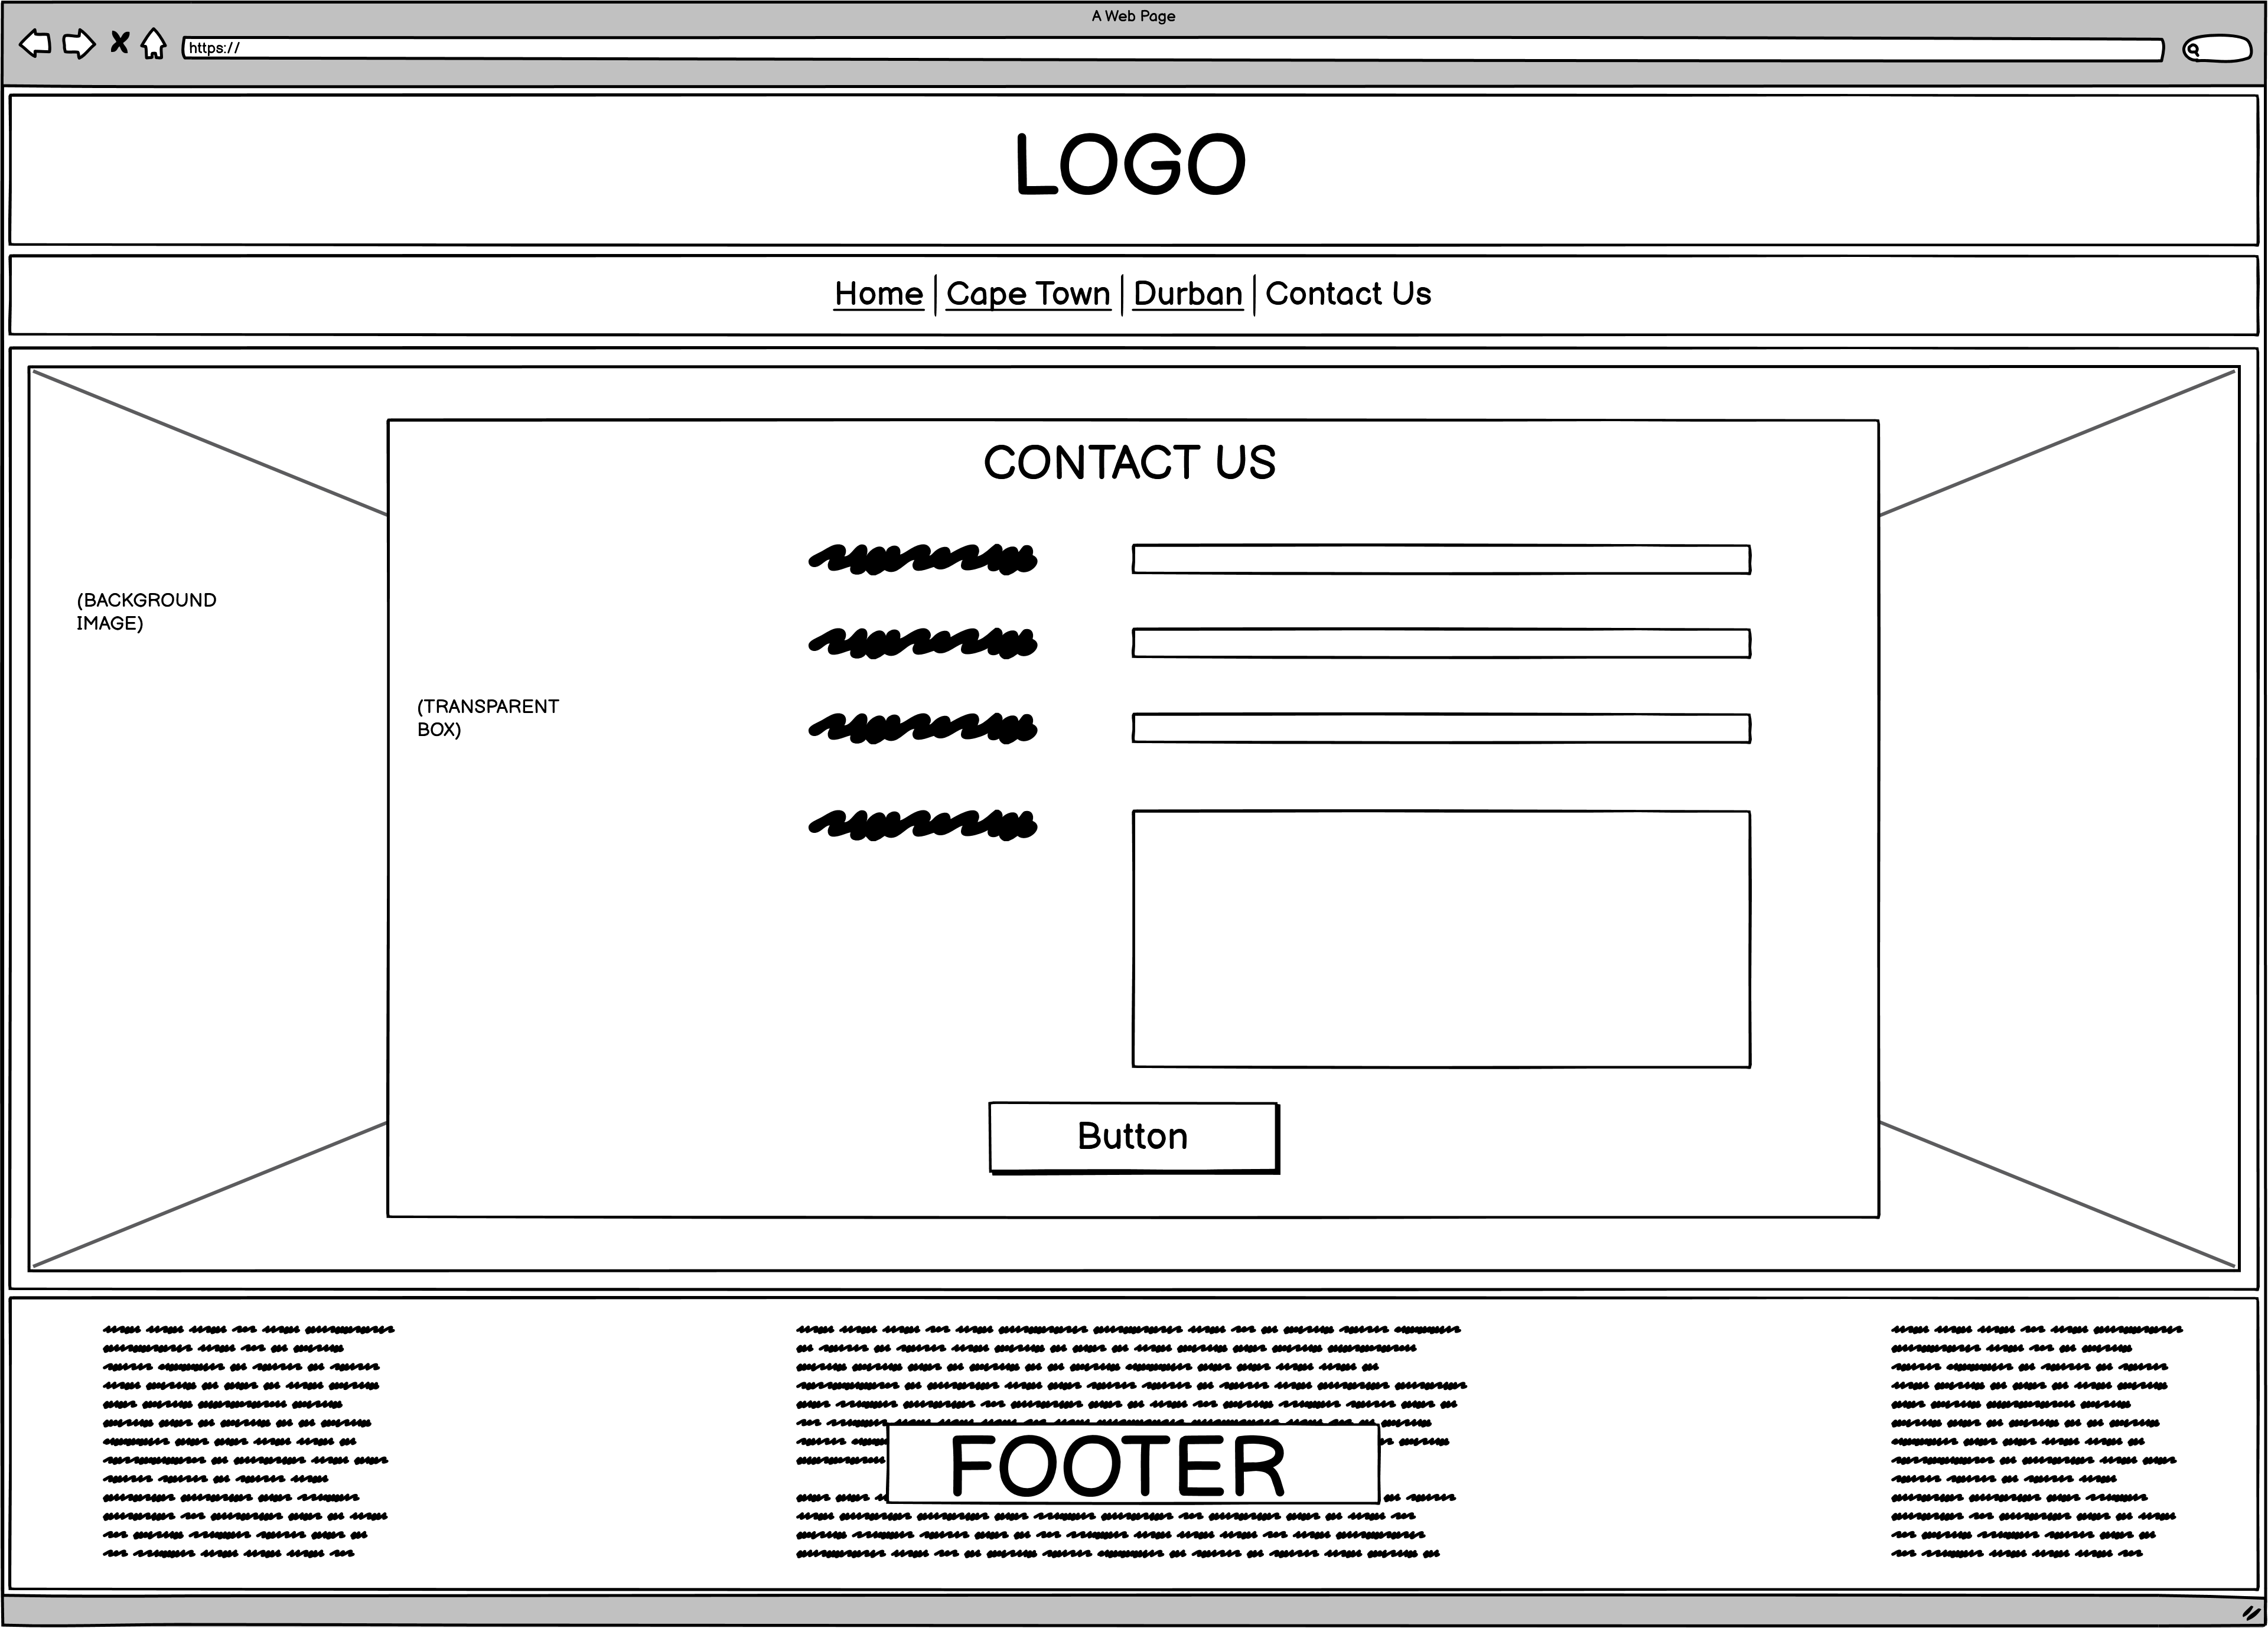 A Web Page
https://
LOGO
Home | Cape Town | Durban | Contact Us
CONTACT US
(BACKGROUND
IMAGE)
(TRANSPARENT
BOX)
Button
FOOTER